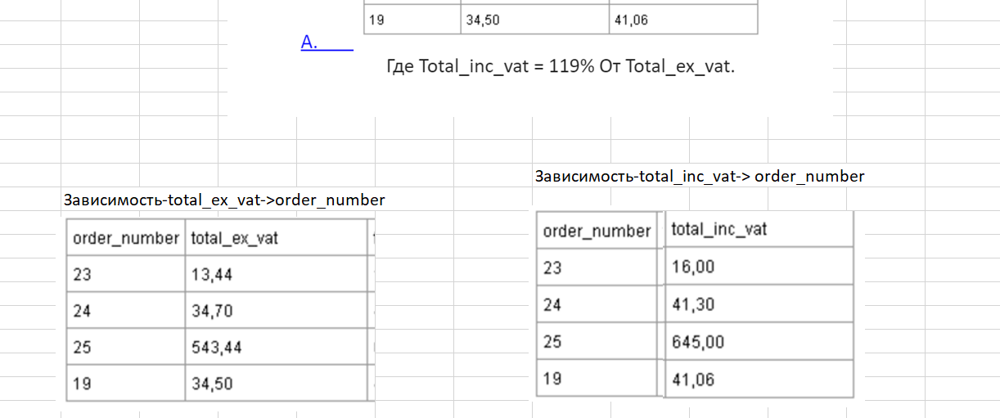 19 34,50 41,06
A.
Где Total_inc_vat = 119% От Total_ex_vat.
Зависимость-total_inc_vat-> order_number
Зависимость-total_ex_vat->order_number
order_number total_ex_vat
23 13,44
24 34,70
25 543,44
19 34,50
order_number total_inc_vat
23 16,00
24 41,30
25 645,00
19 41,06